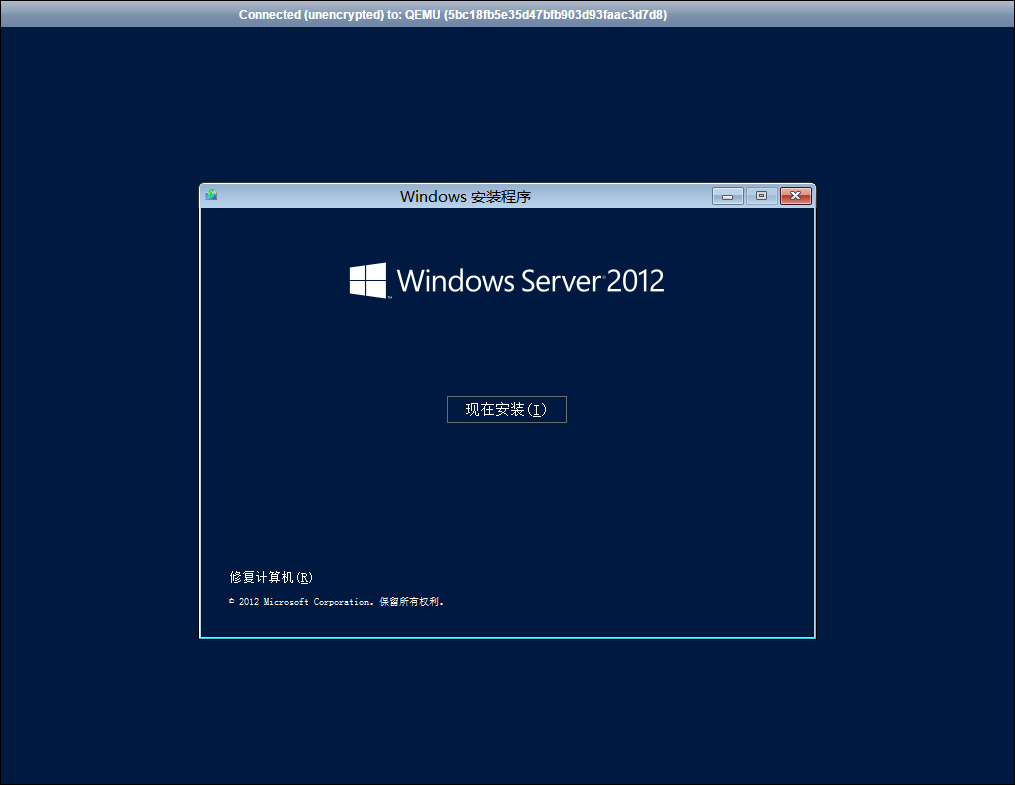 Connected (unencrypted) to: QEMU (5bc18fb5e35d47bfb903d93faac3d7d8)
Windows 安装程序
Windows Server 2012
现在安装(I)
修复计算机(R)
© 2012 Microsoft Corporation. 保留所有权利.